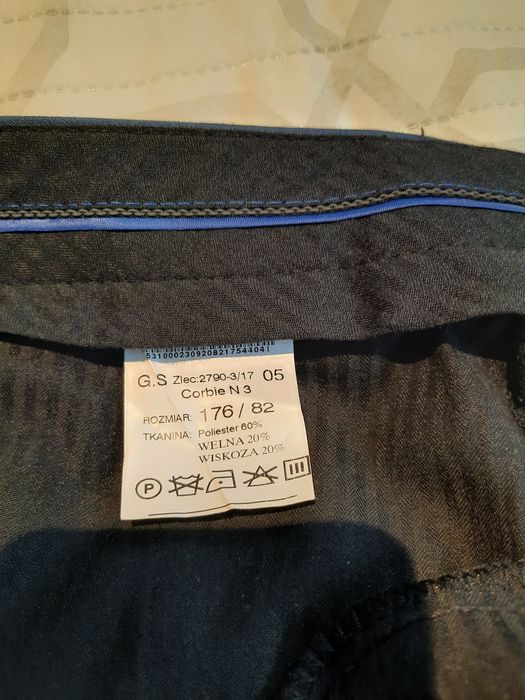 5310002309208217544041
G.S Zlec:2790-3/17 05
Corbie N 3
ROZMIAR: 176 / 82
TKANINA: Poliester 60%
WEŁNA 20%
WISKOZA 20%
P